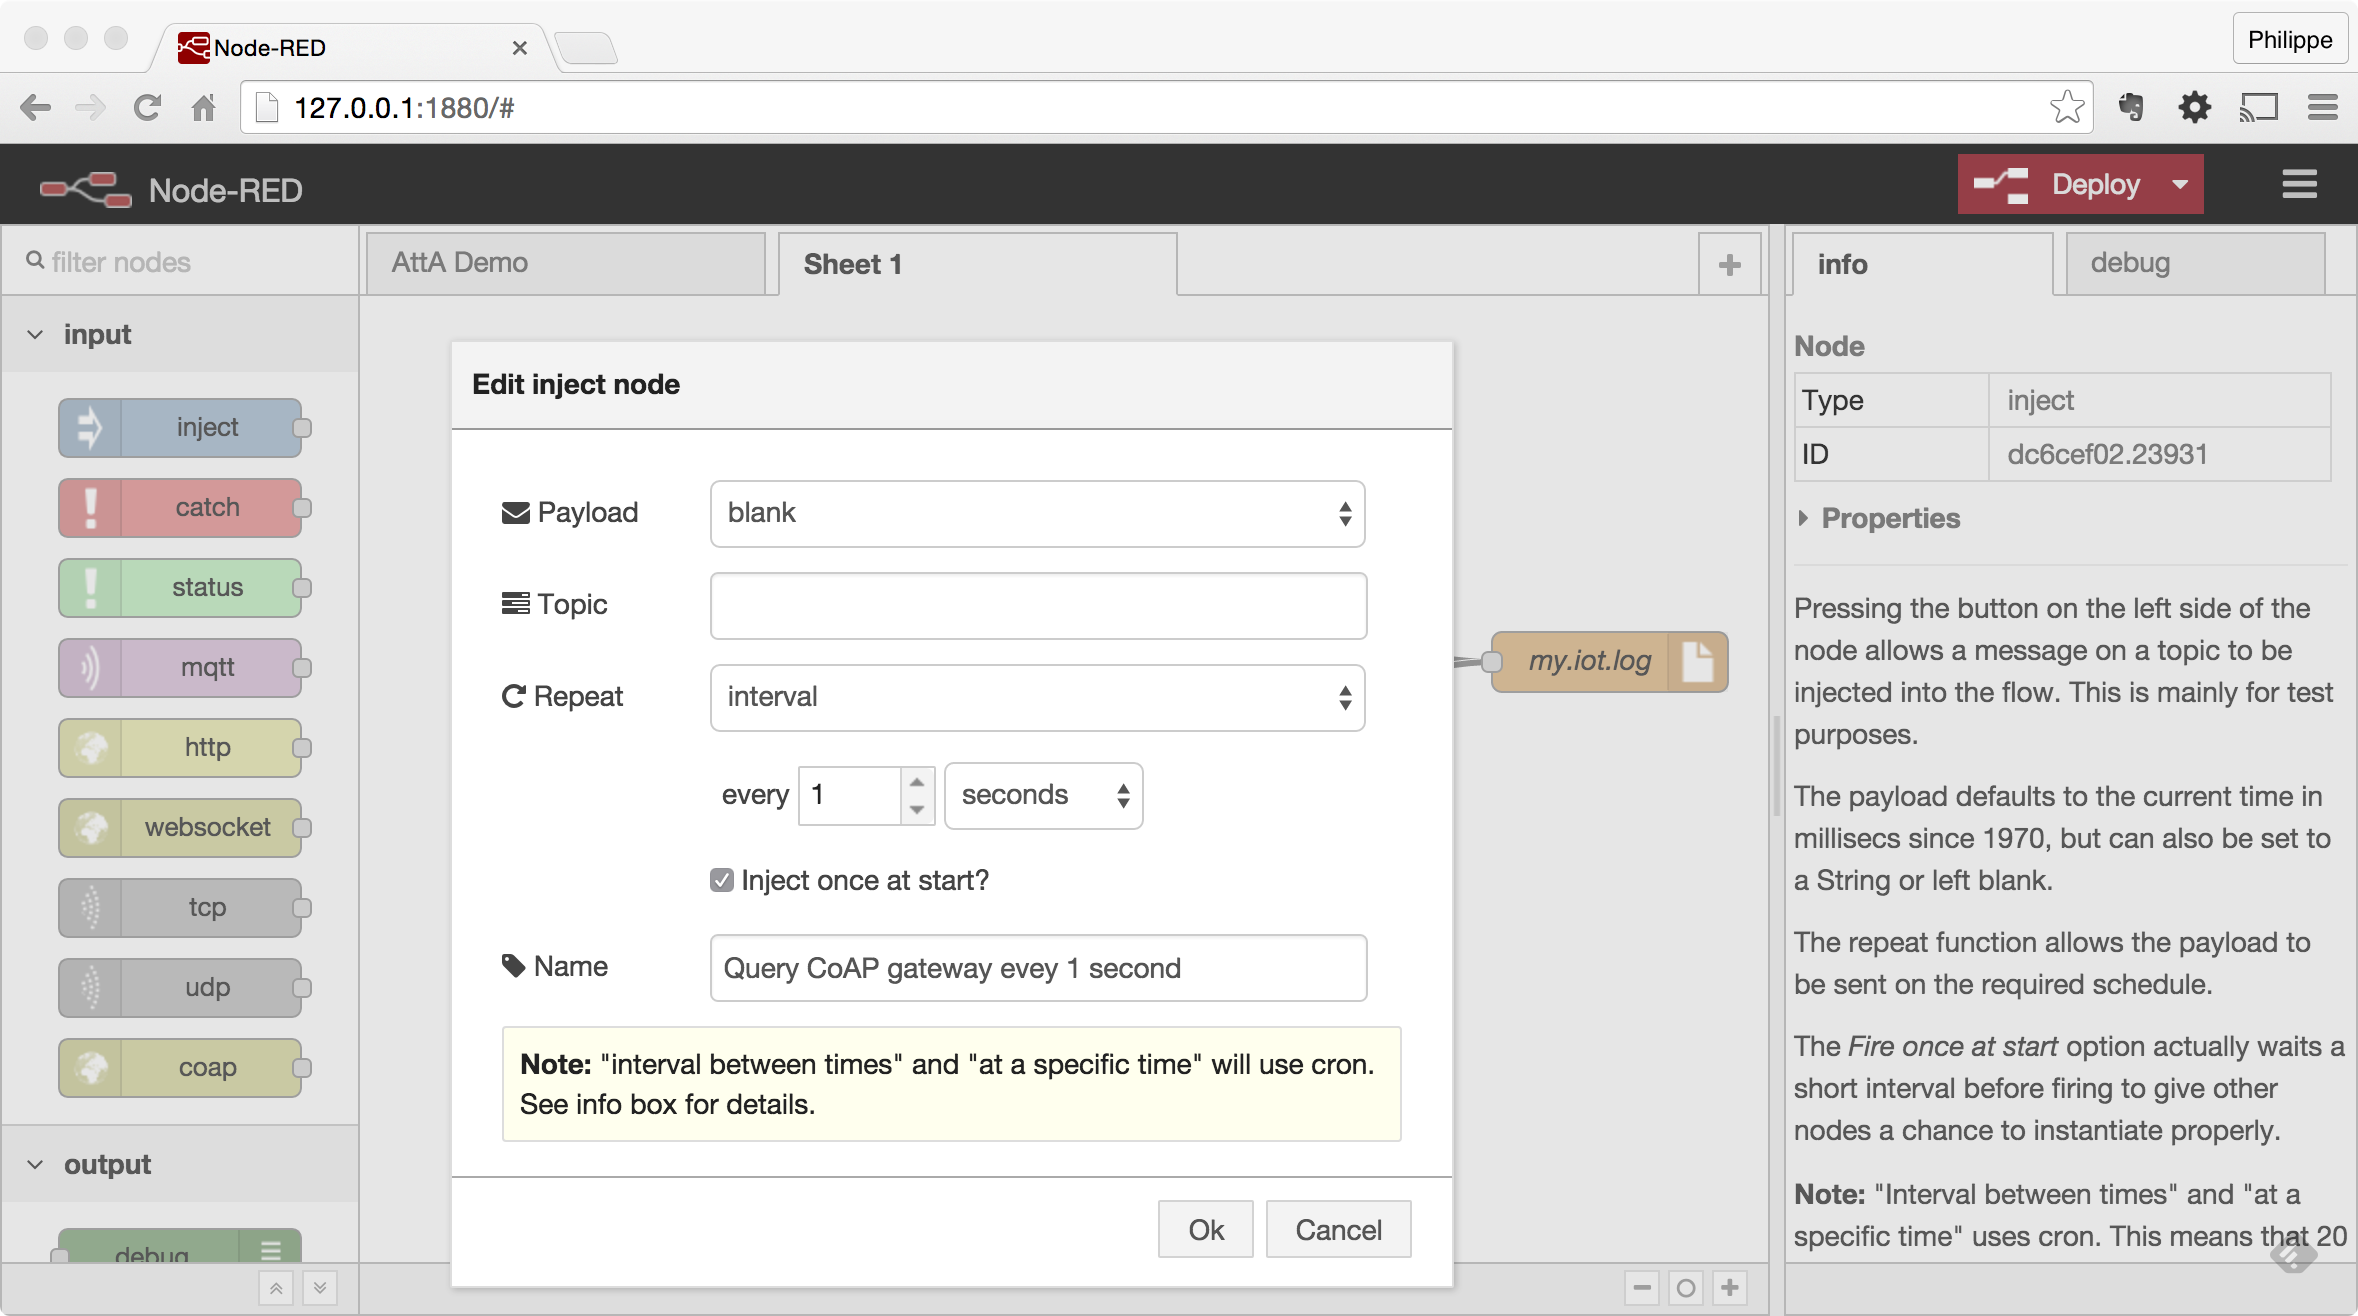 Node-RED
Philippe
127.0.0.1:1880/#
Node-RED
Deploy
filter nodes
AttA Demo
Sheet 1
info
debug
input
inject
catch
status
mqtt
http
websocket
tcp
udp
coap
output
debug
Edit inject node
Payload
blank
Topic
Repeat
interval
every 1 seconds
Inject once at start?
Name
Query CoAP gateway evey 1 second
Note: "interval between times" and "at a specific time" will use cron.
See info box for details.
Ok
Cancel
my.iot.log
Node
Type inject
ID dc6cef02.23931
Properties
Pressing the button on the left side of the
node allows a message on a topic to be
injected into the flow. This is mainly for test
purposes.
The payload defaults to the current time in
millisecs since 1970, but can also be set to
a String or left blank.
The repeat function allows the payload to
be sent on the required schedule.
The Fire once at start option actually waits a
short interval before firing to give other
nodes a chance to instantiate properly.
Note: "Interval between times" and "at a
specific time" uses cron. This means that 20